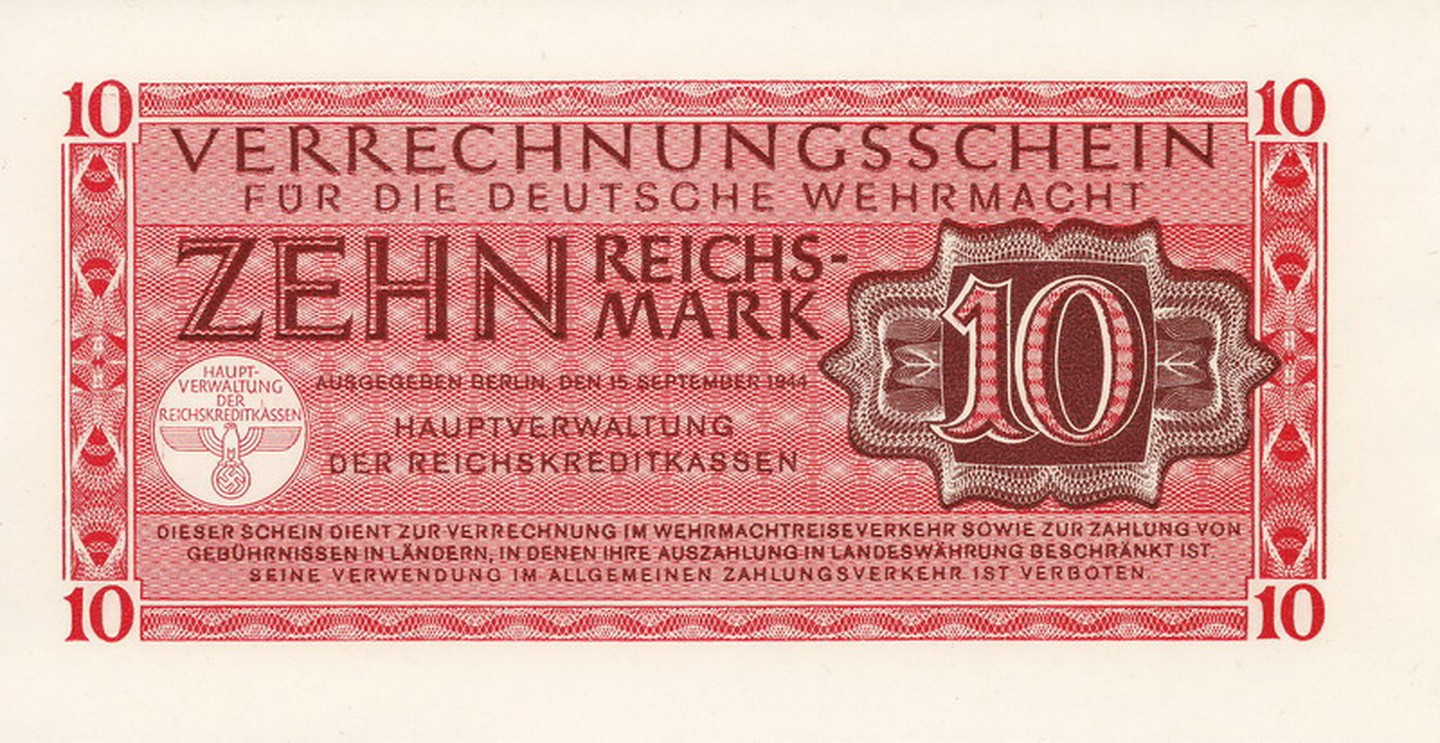 10 10
VERRECHNUNGSSCHEIN
FÜR DIE DEUTSCHE WEHRMACHT
ZEHN REICHS-
MARK
10
HAUPT-
VERWALTUNG
DER
REICHSKREDITKASSEN
AUSGEGEBEN BERLIN, DEN 15 SEPTEMBER 1944
HAUPTVERWALTUNG
DER REICHSKREDITKASSEN
DIESER SCHEIN DIENT ZUR VERRECHNUNG IM WEHRMACHTREISEVERKEHR SOWIE ZUR ZAHLUNG VON
GEBÜHRNISSEN IN LÄNDERN, IN DENEN IHRE AUSZAHLUNG IN LANDESWÄHRUNG BESCHRÄNKT IST.
SEINE VERWENDUNG IM ALLGEMEINEN ZAHLUNGSVERKEHR IST VERBOTEN.
10 10